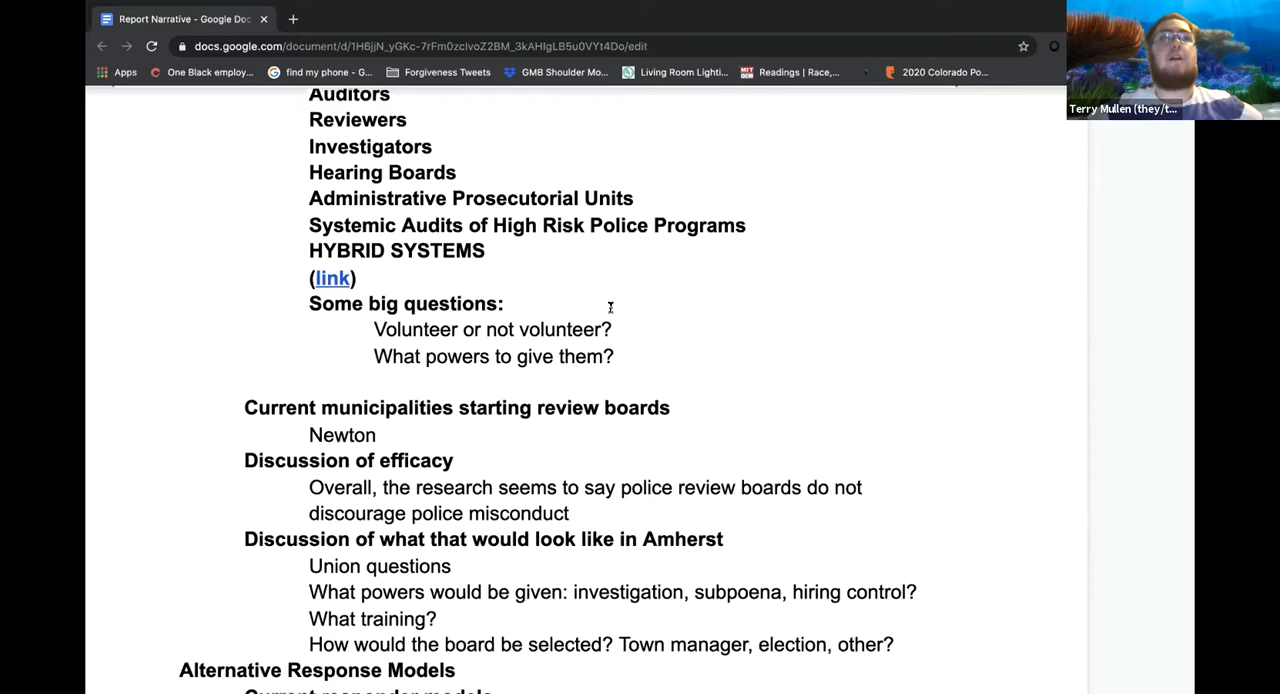 Report Narrative - Google Doc
docs.google.com/document/d/1H6jjN_yGKc-7rFm0zcIvoZ2BM_3kAHIgLB5u0VYt4Do/edit
Apps One Black employ... find my phone - G... Forgiveness Tweets GMB Shoulder Mo... Living Room Lighti... MIT OCW Readings | Race,... 2020 Colorado Po...
Terry Mullen (they/t...
Auditors
Reviewers
Investigators
Hearing Boards
Administrative Prosecutorial Units
Systemic Audits of High Risk Police Programs
HYBRID SYSTEMS
(link)
Some big questions:
Volunteer or not volunteer?
What powers to give them?
Current municipalities starting review boards
Newton
Discussion of efficacy
Overall, the research seems to say police review boards do not
discourage police misconduct
Discussion of what that would look like in Amherst
Union questions
What powers would be given: investigation, subpoena, hiring control?
What training?
How would the board be selected? Town manager, election, other?
Alternative Response Models
Current responder models